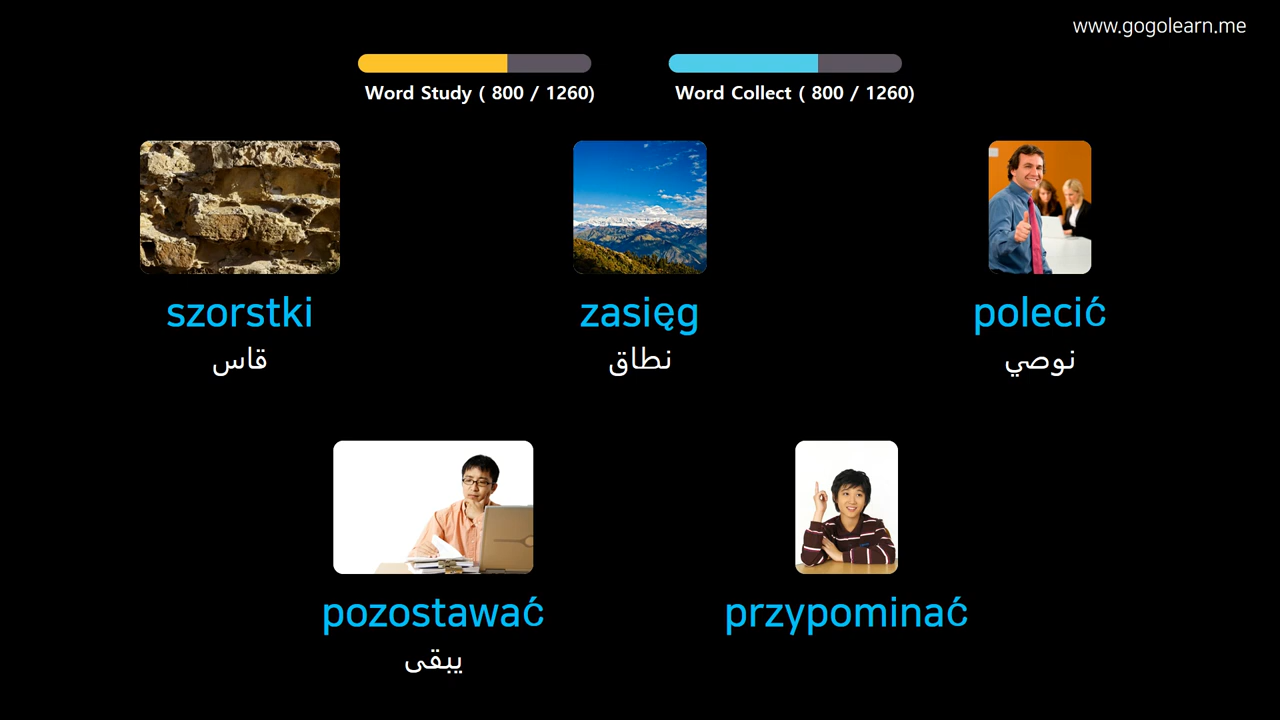 www.gogolearn.me
Word Study ( 800 / 1260)
Word Collect ( 800 / 1260)
szorstki
قاس
zasięg
نطاق
polecić
نوصي
pozostawać
يبقى
przypominać